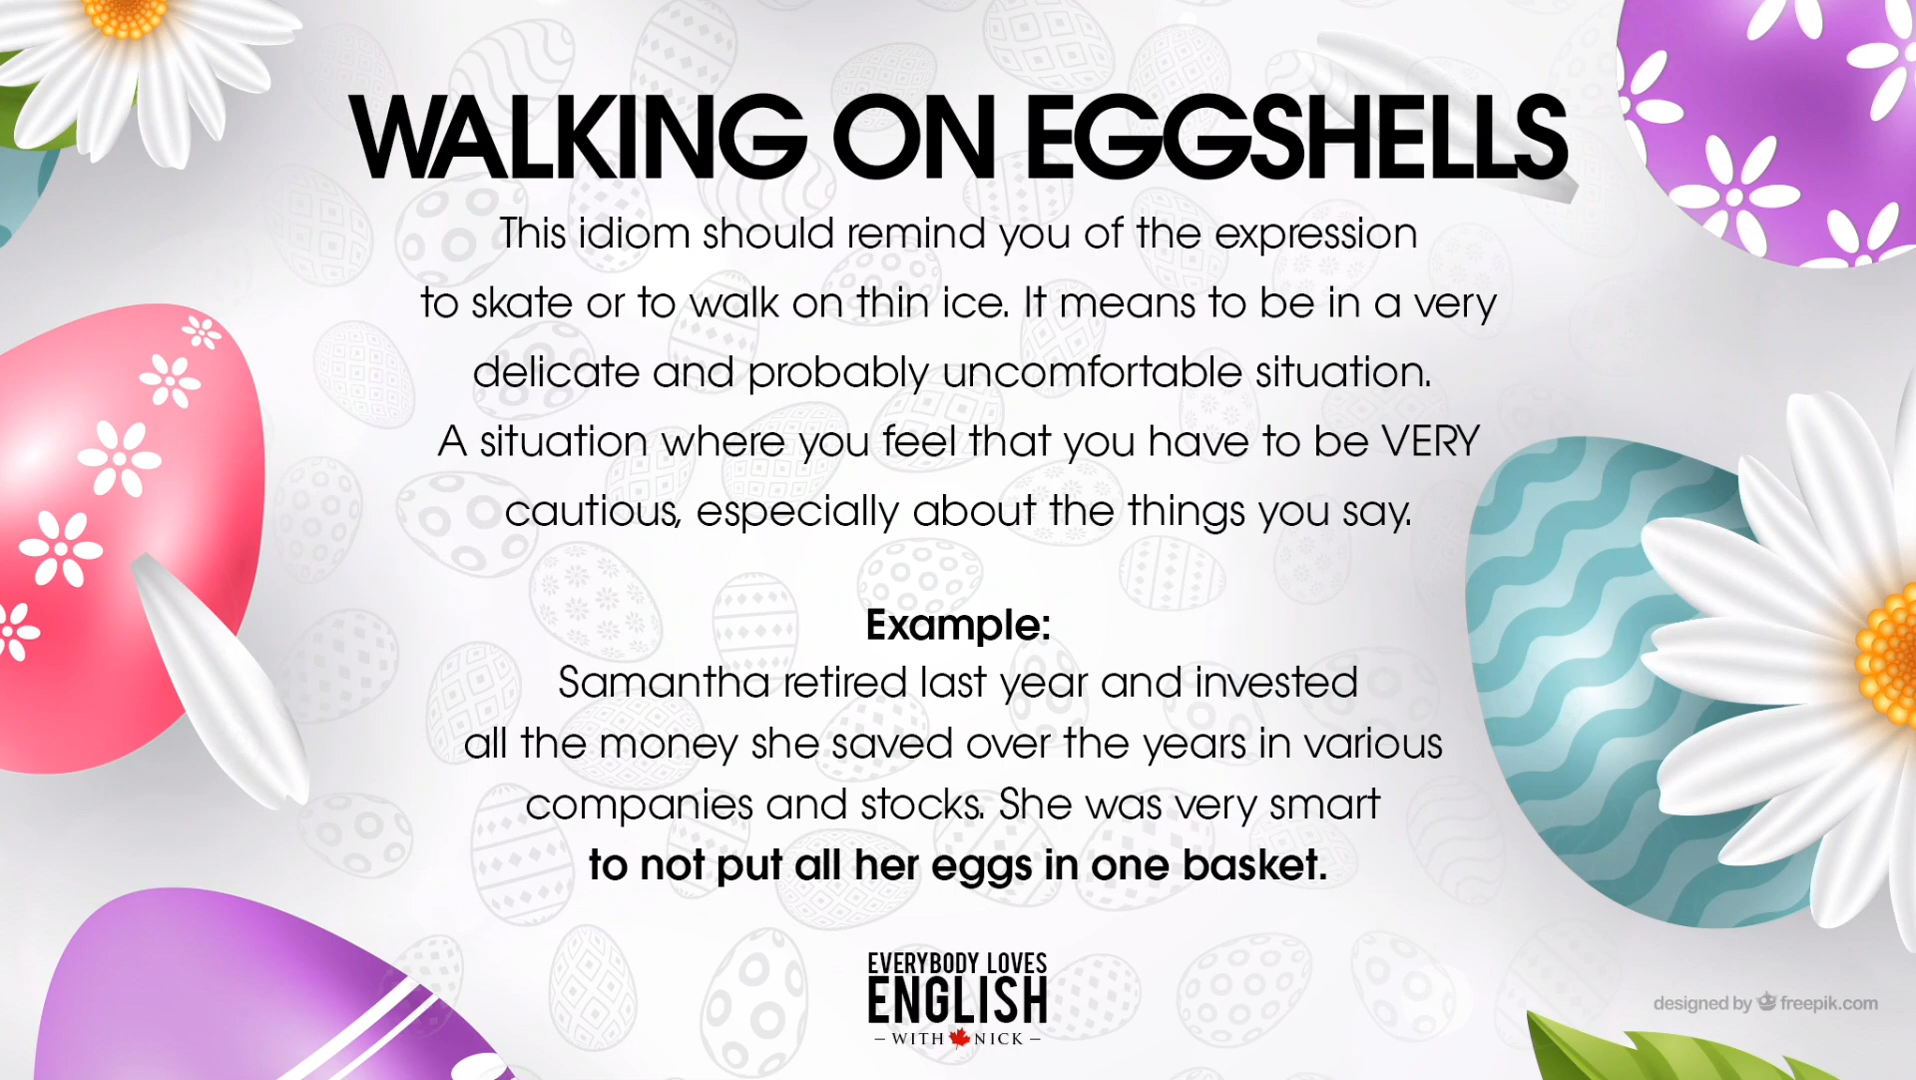 WALKING ON EGGSHELLS
This idiom should remind you of the expression
to skate or to walk on thin ice. It means to be in a very
delicate and probably uncomfortable situation.
A situation where you feel that you have to be VERY
cautious, especially about the things you say.
Example:
Samantha retired last year and invested
all the money she saved over the years in various
companies and stocks. She was very smart
to not put all her eggs in one basket.
EVERYBODY LOVES
ENGLISH
– WITH NICK –
designed by freepik.com